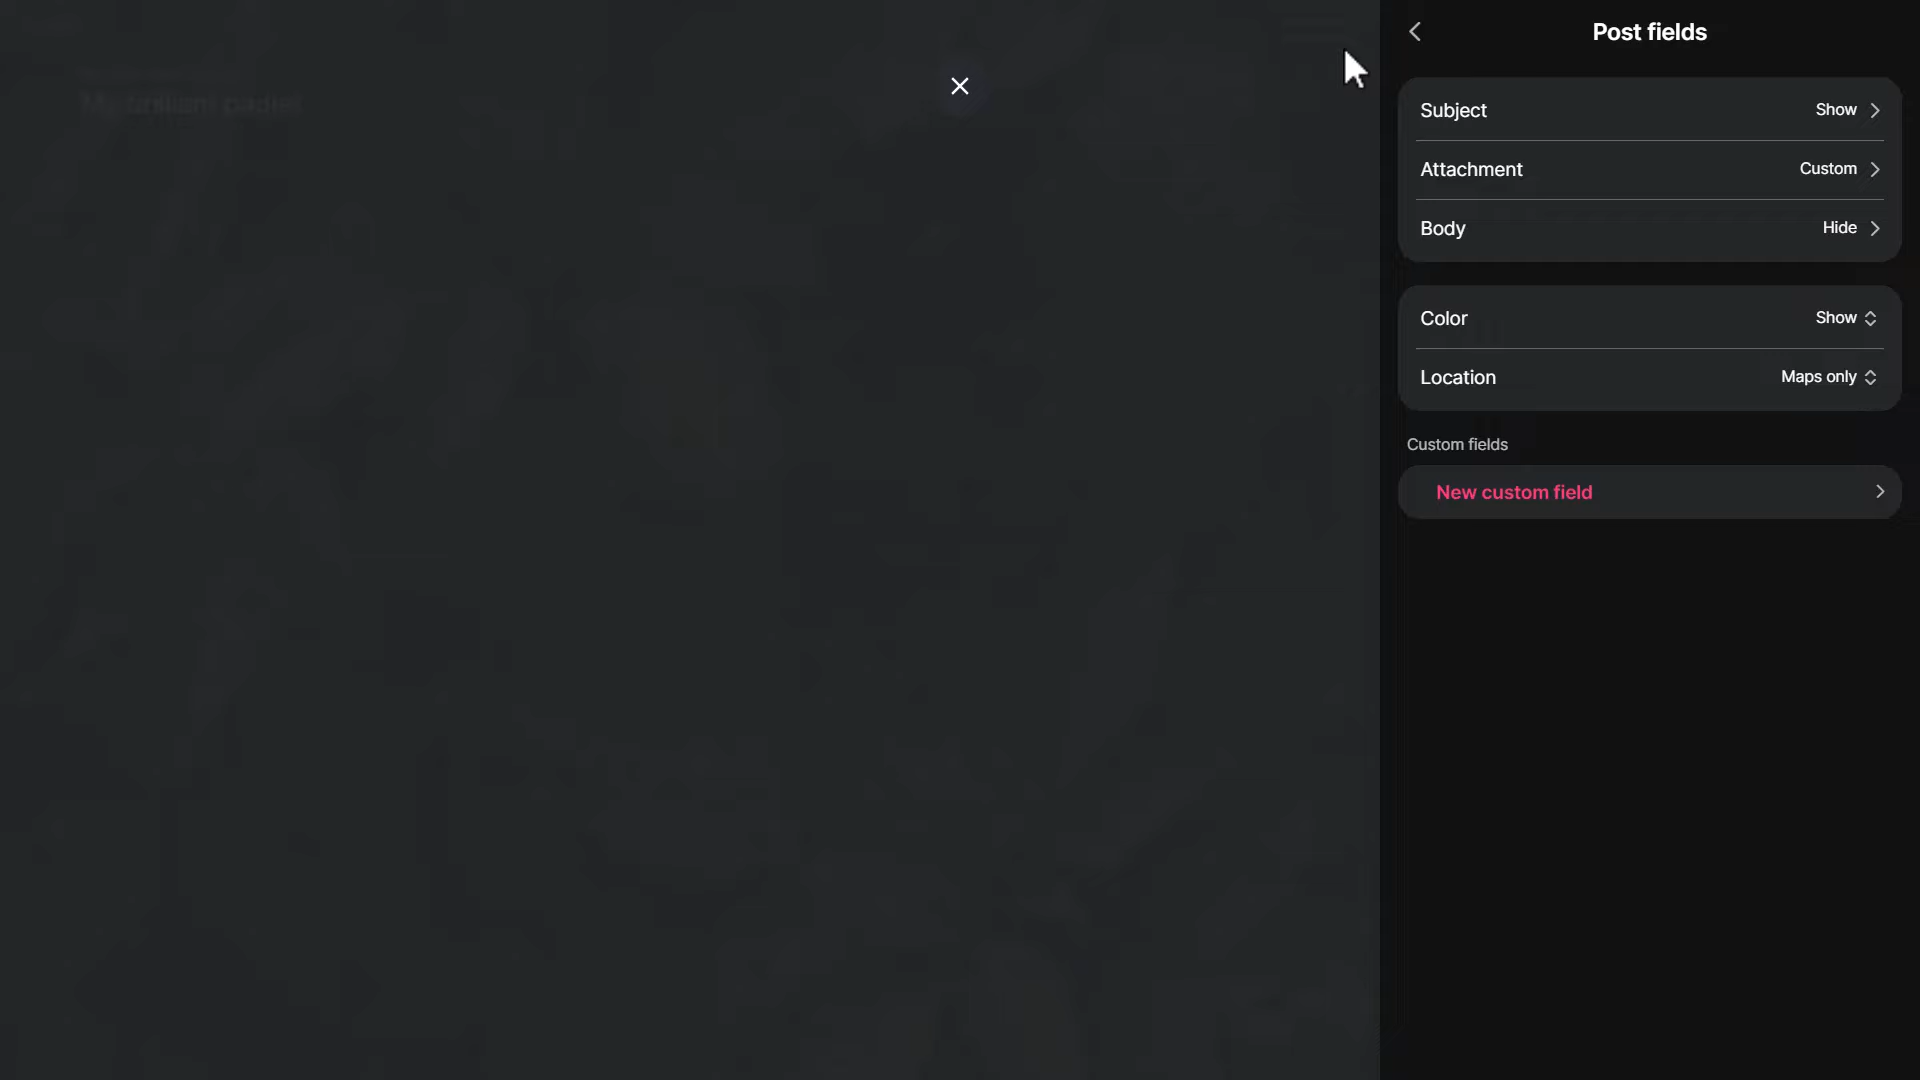 Post fields
Subject Show
Attachment Custom
Body Hide
Color Show
Location Maps only
Custom fields
New custom field